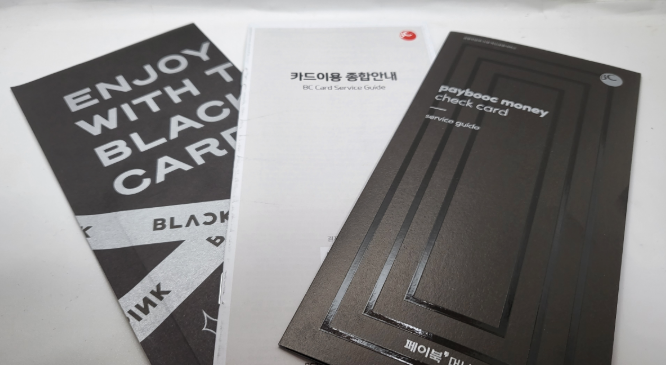 ENJOY
WITH T
BLACK
CARD
BLACK
INK
카드이용 종합안내
BC Card Service Guide
paybooc money
check card
service guide
페이북